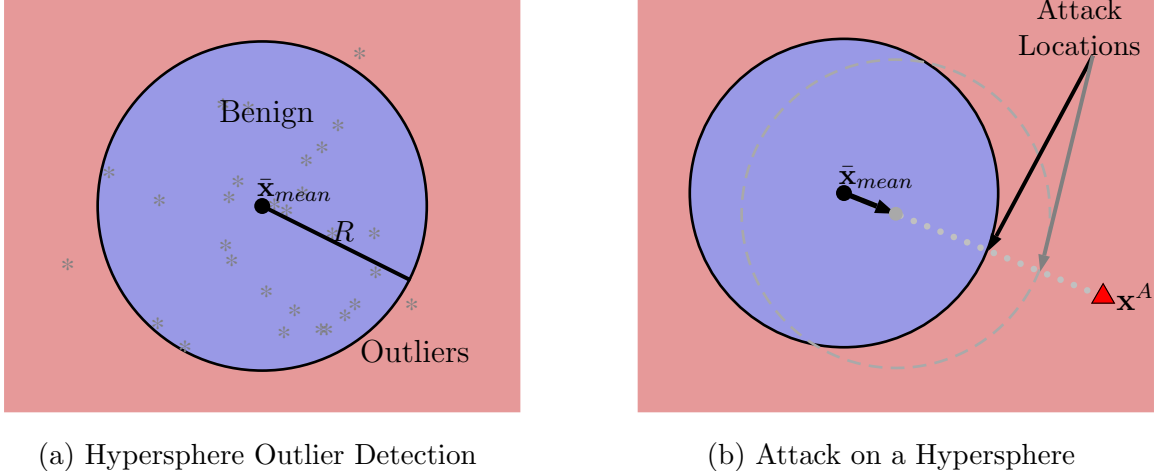 Benign
x̄mean
R
Outliers
(a) Hypersphere Outlier Detection
Attack
Locations
x̄mean
xᴬ
(b) Attack on a Hypersphere